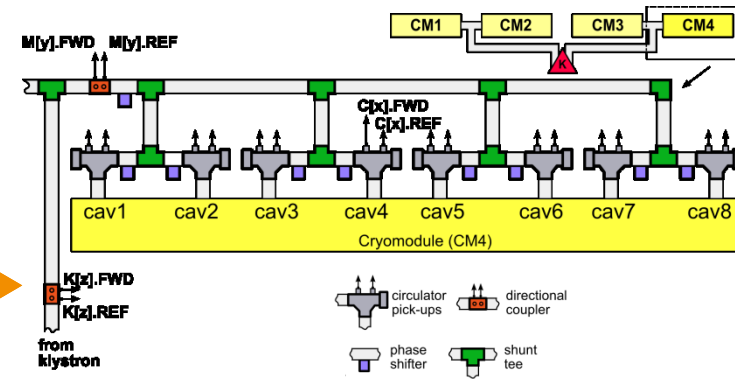 CM1
CM2
CM3
CM4
K
M[y].FWD
M[y].REF
C[x].FWD
C[x].REF
cav1
cav2
cav3
cav4
cav5
cav6
cav7
cav8
Cryomodule (CM4)
K[z].FWD
K[z].REF
from
klystron
circulator
pick-ups
directional
coupler
phase
shifter
shunt
tee